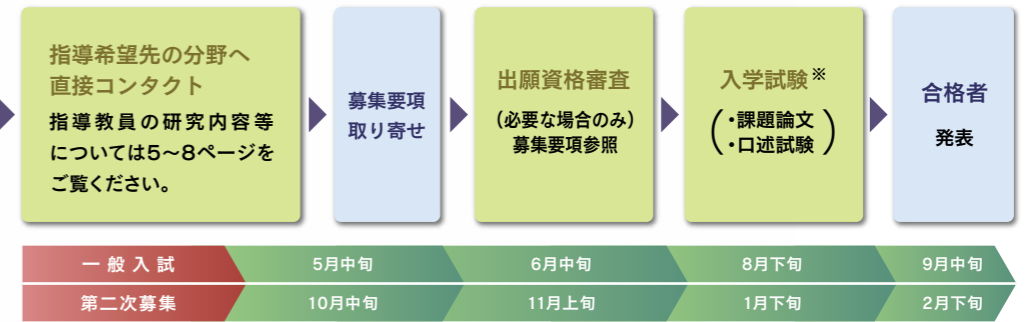 指導希望先の分野へ
直接コンタクト
指導教員の研究内容等
については5〜8ページを
ご覧ください。
募集要項
取り寄せ
出願資格審査
(必要な場合のみ)
募集要項参照
入学試験※
・課題論文
・口述試験
合格者
発表
一般入試 5月中旬 6月中旬 8月下旬 9月中旬
第二次募集 10月中旬 11月上旬 1月下旬 2月下旬